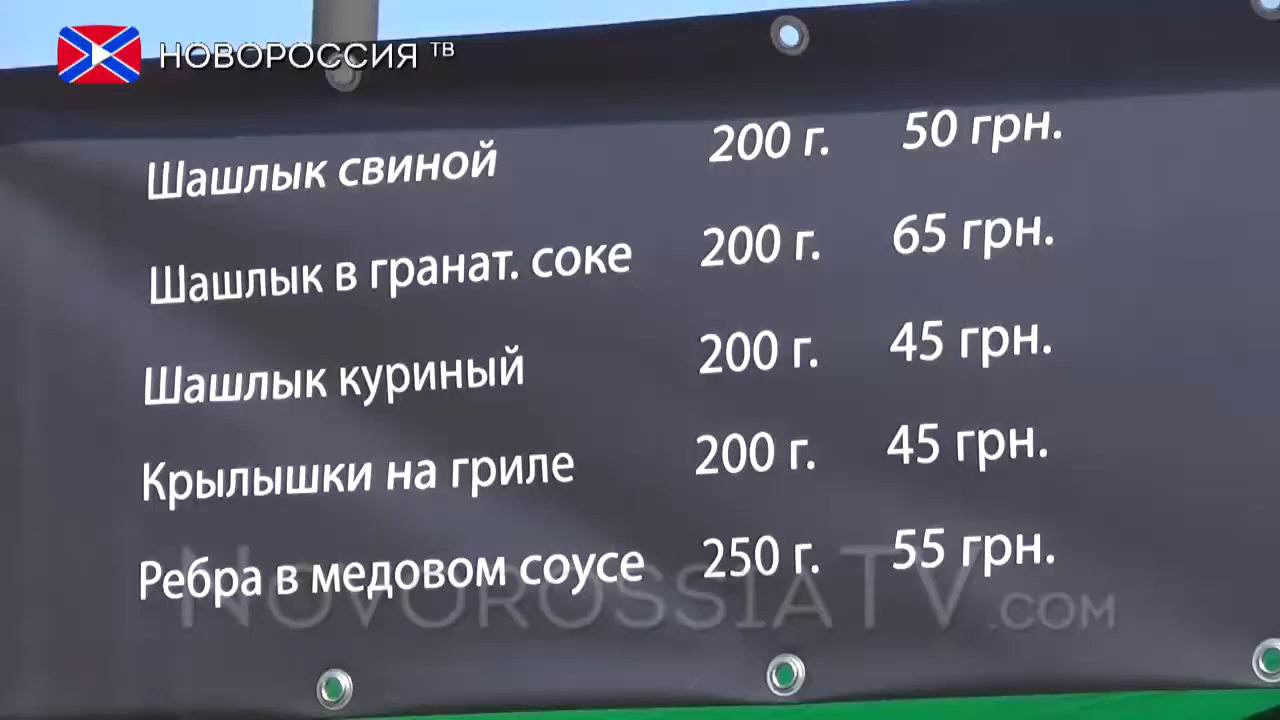 НОВОРОССИЯ ТВ
Шашлык свиной 200 г. 50 грн.
Шашлык в гранат. соке 200 г. 65 грн.
Шашлык куриный 200 г. 45 грн.
Крылышки на гриле 200 г. 45 грн.
Ребра в медовом соусе 250 г. 55 грн.
NOVOROSSIATV.COM